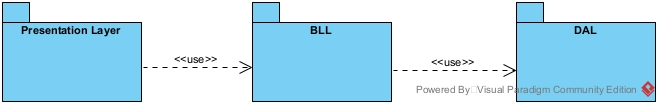 Presentation Layer
<<use>>
BLL
<<use>>
DAL
Powered By Visual Paradigm Community Edition